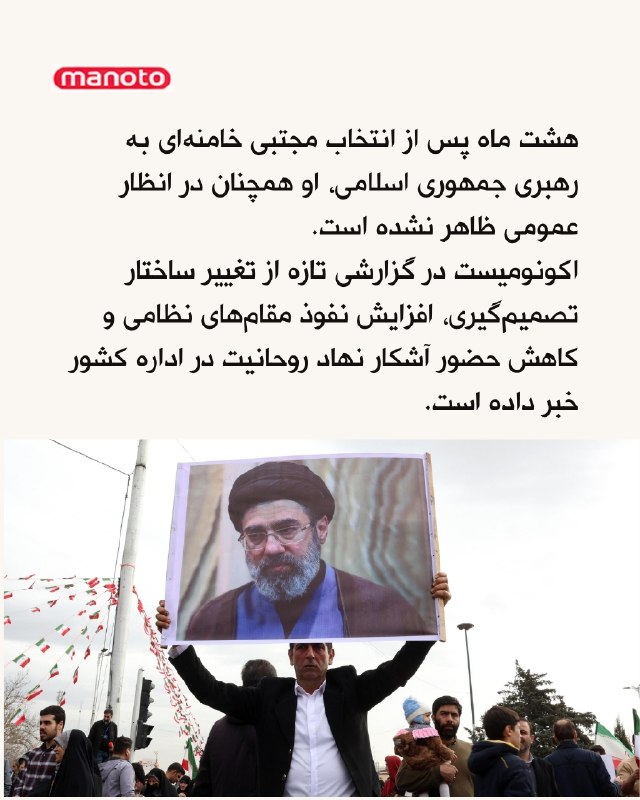 manoto
هشت ماه پس از انتخاب مجتبی خامنه‌ای به
رهبری جمهوری اسلامی، او همچنان در انظار
عمومی ظاهر نشده است.
اکونومیست در گزارشی تازه از تغییر ساختار
تصمیم‌گیری، افزایش نفوذ مقام‌های نظامی و
کاهش حضور آشکار نهاد روحانیت در اداره کشور
خبر داده است.